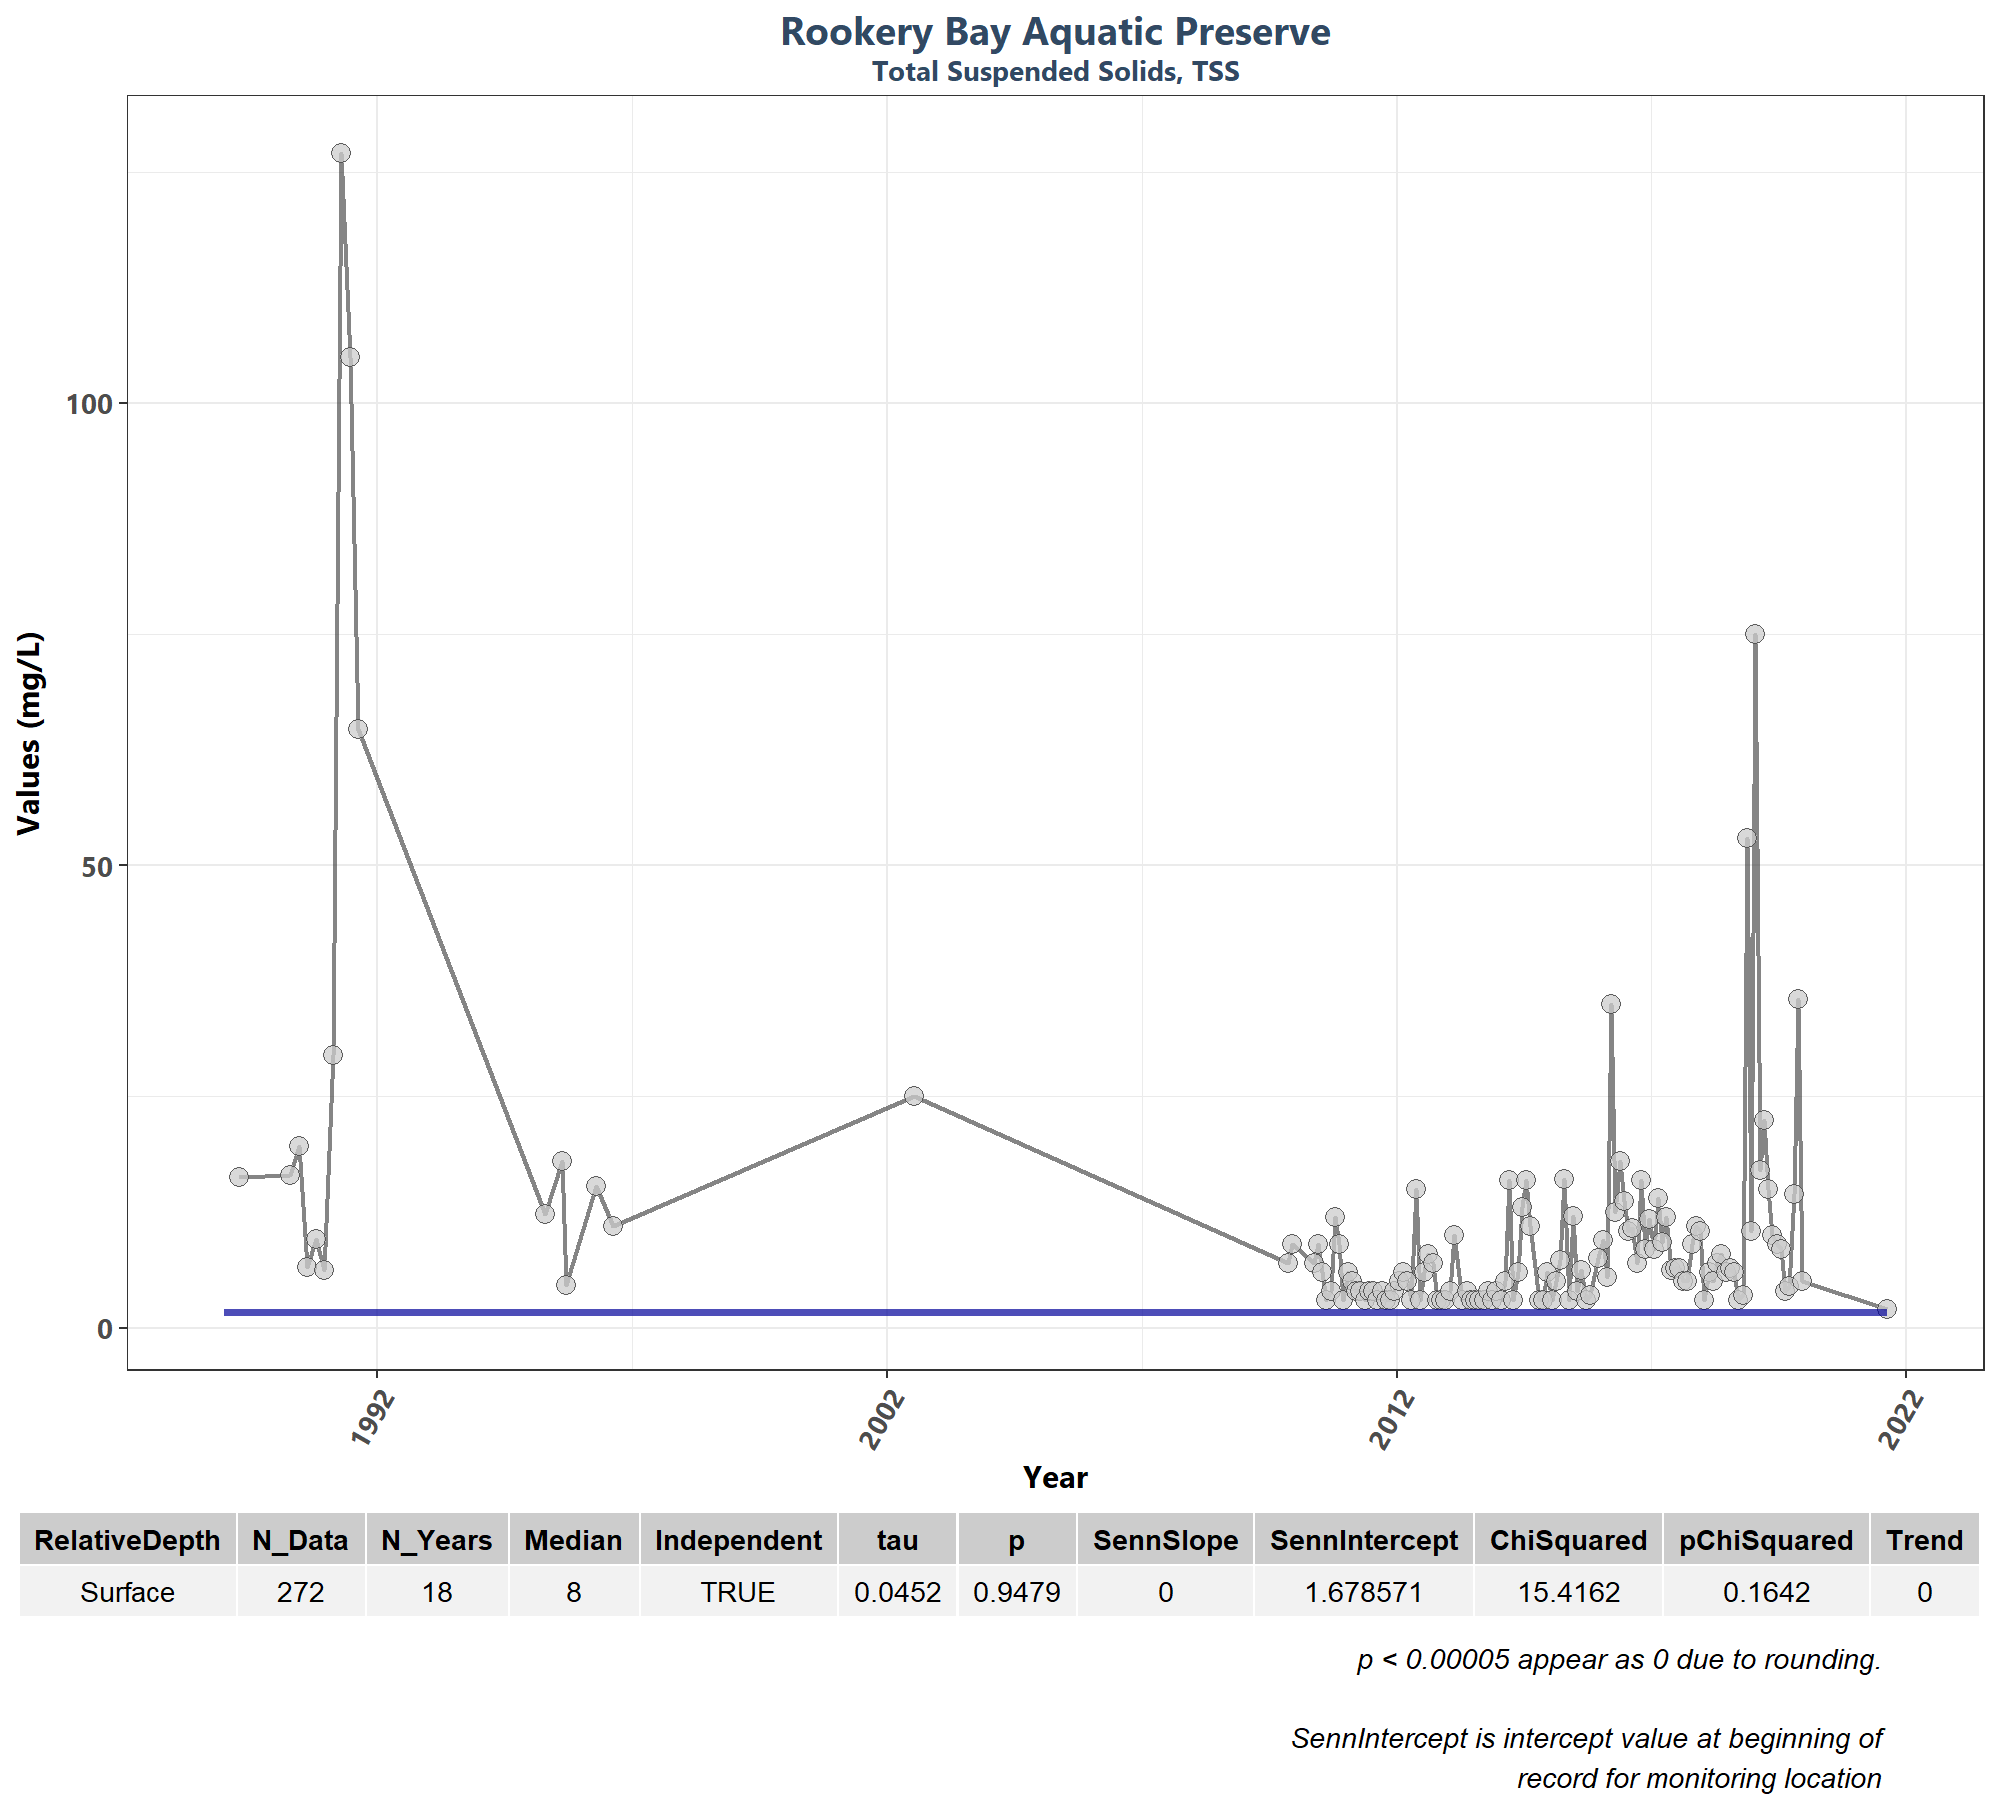 Rookery Bay Aquatic Preserve
Total Suspended Solids, TSS
Values (mg/L)
100
50
0
1992
2002
2012
2022
Year
RelativeDepth N_Data N_Years Median Independent tau p SennSlope SennIntercept ChiSquared pChiSquared Trend
Surface 272 18 8 TRUE 0.0452 0.9479 0 1.678571 15.4162 0.1642 0
p < 0.00005 appear as 0 due to rounding.
SennIntercept is intercept value at beginning of
record for monitoring location